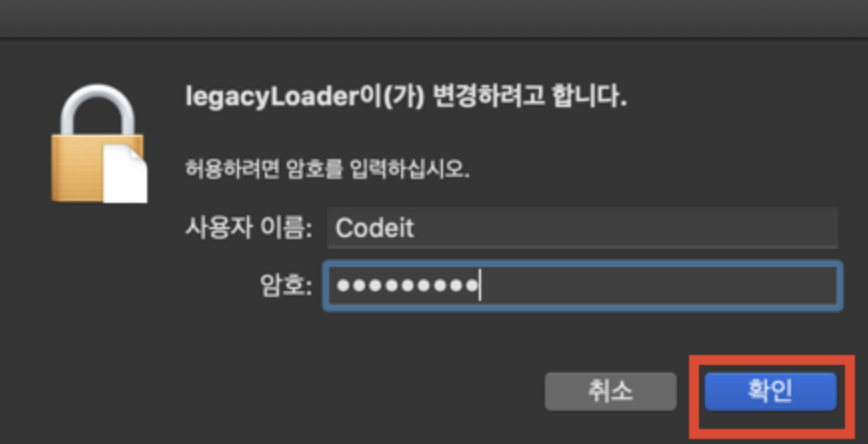 legacyLoader이(가) 변경하려고 합니다.
허용하려면 암호를 입력하십시오.
사용자 이름: Codeit
암호: •••••••••
취소 확인